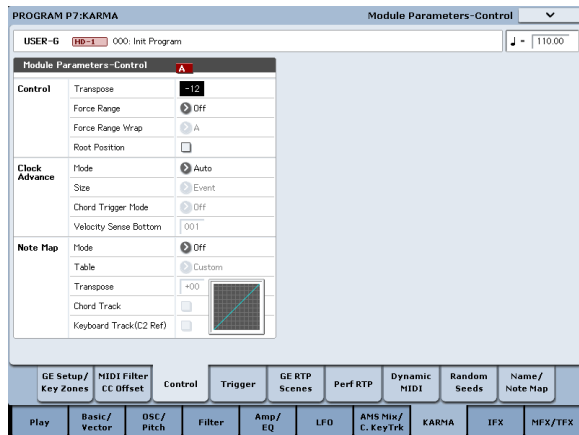 PROGRAM P7:KARMA Module Parameters-Control
USER-G HD-1 000: Init Program ♩= 110.00
Module Parameters-Control A
Control Transpose -12
Force Range Off
Force Range Wrap A
Root Position
Clock Advance Mode Auto
Size Event
Chord Trigger Mode Off
Velocity Sense Bottom 001
Note Map Mode Off
Table Custom
Transpose +00
Chord Track
Keyboard Track(C2 Ref)
GE Setup/ Key Zones MIDI Filter CC Offset Control Trigger GE RTP Scenes Perf RTP Dynamic MIDI Random Seeds Name/ Note Map
Play Basic/ Vector OSC/ Pitch Filter Amp/ EQ LFO AMS Mix/ C. KeyTrk KARMA IFX MFX/TFX